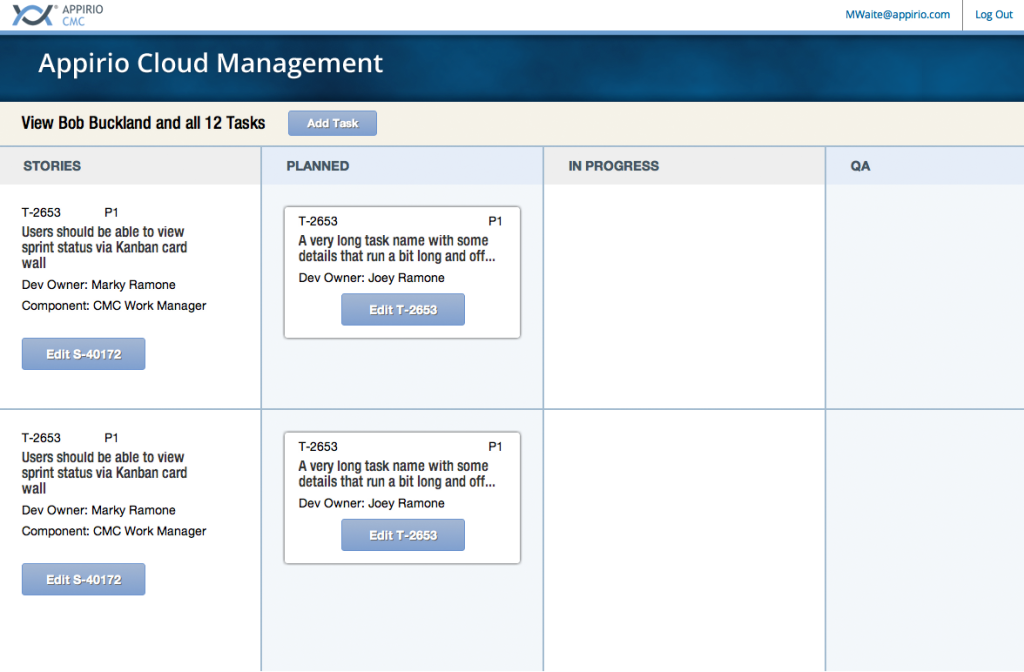 APPIRIO
CMC
MWaite@appirio.com Log Out
Appirio Cloud Management
View Bob Buckland and all 12 Tasks Add Task
STORIES PLANNED IN PROGRESS QA
T-2653 P1
Users should be able to view
sprint status via Kanban card
wall
Dev Owner: Marky Ramone
Component: CMC Work Manager
Edit S-40172
T-2653 P1
A very long task name with some
details that run a bit long and off...
Dev Owner: Joey Ramone
Edit T-2653
T-2653 P1
Users should be able to view
sprint status via Kanban card
wall
Dev Owner: Marky Ramone
Component: CMC Work Manager
Edit S-40172
T-2653 P1
A very long task name with some
details that run a bit long and off...
Dev Owner: Joey Ramone
Edit T-2653